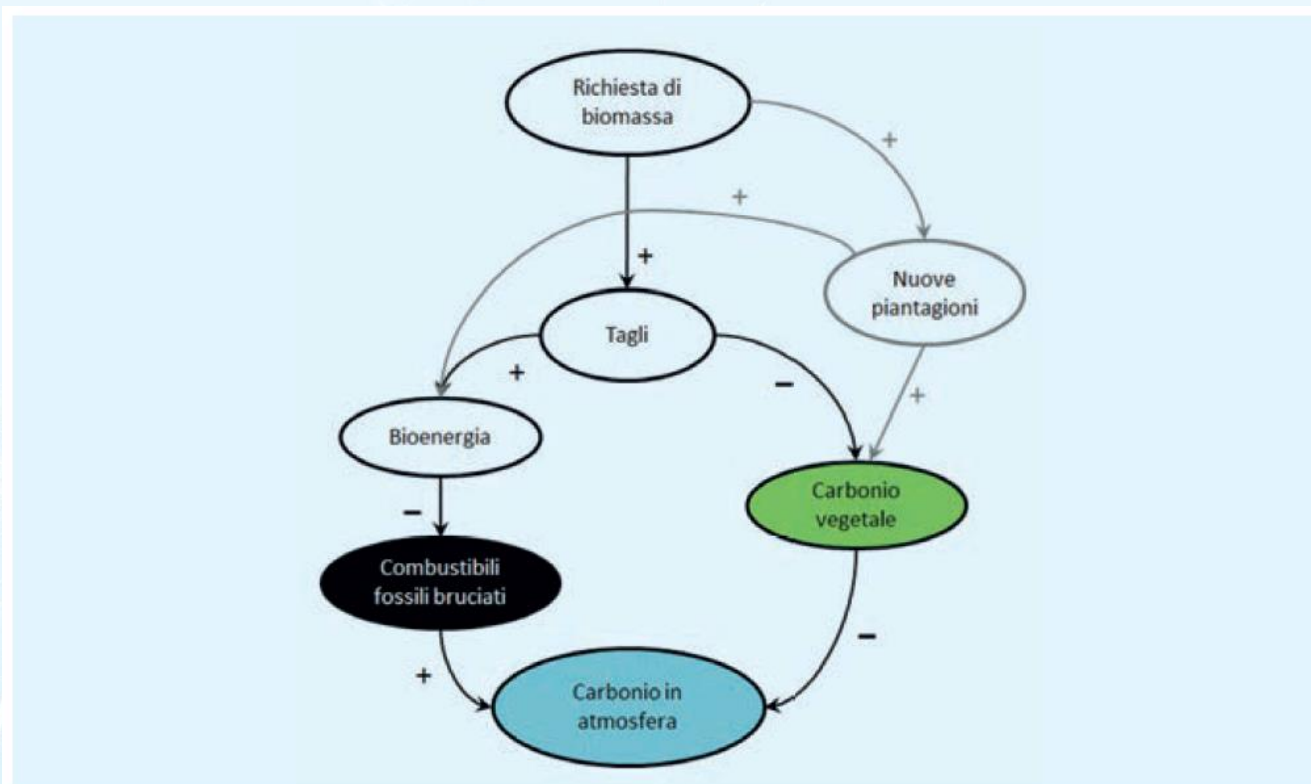 Richiesta di
biomassa
+
+
+
Nuove
piantagioni
Tagli
+
−
+
Bioenergia
Carbonio
vegetale
−
Combustibili
fossili bruciati
−
+
Carbonio in
atmosfera